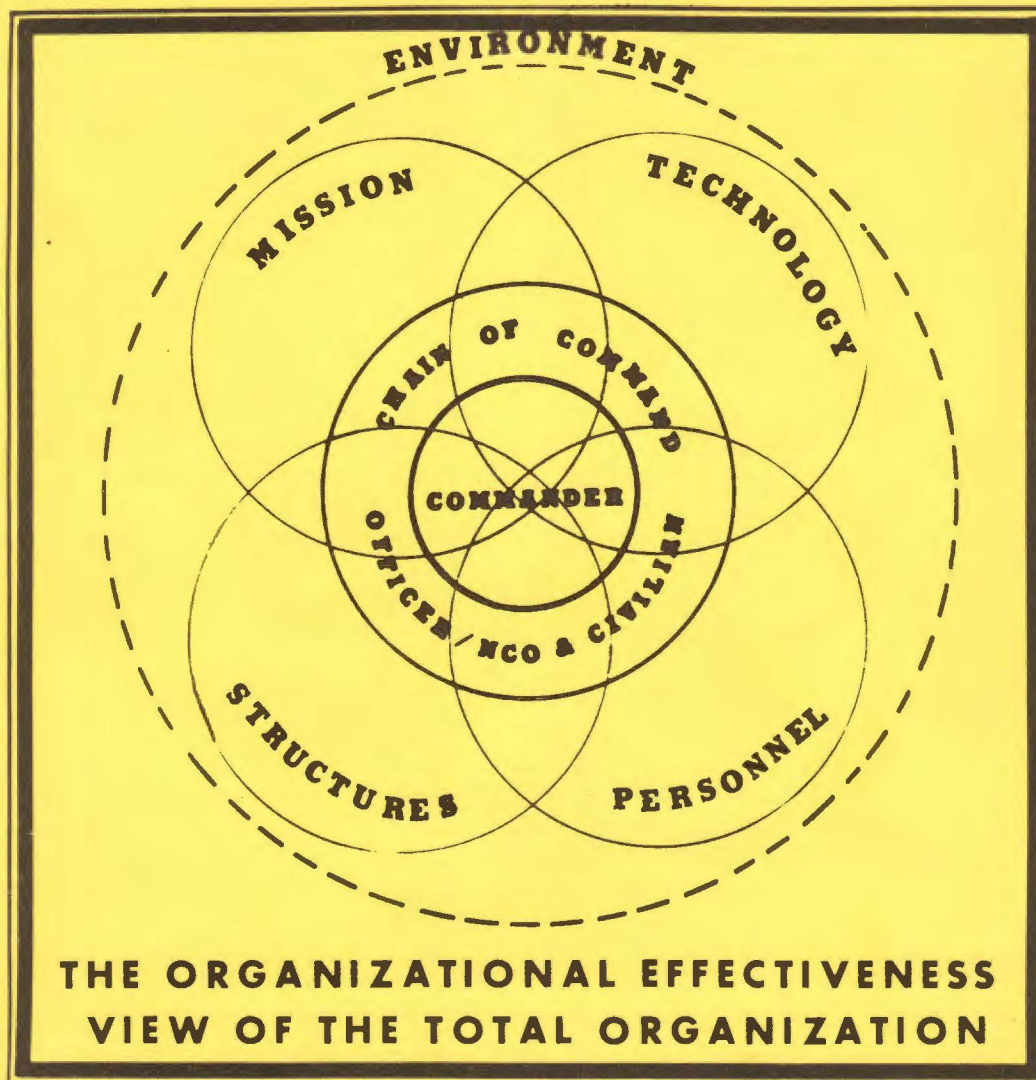 ENVIRONMENT
MISSION
TECHNOLOGY
CHAIN OF COMMAND
COMMANDER
OFFICER/NCO & CIVILIAN
STRUCTURES
PERSONNEL
THE ORGANIZATIONAL EFFECTIVENESS
VIEW OF THE TOTAL ORGANIZATION